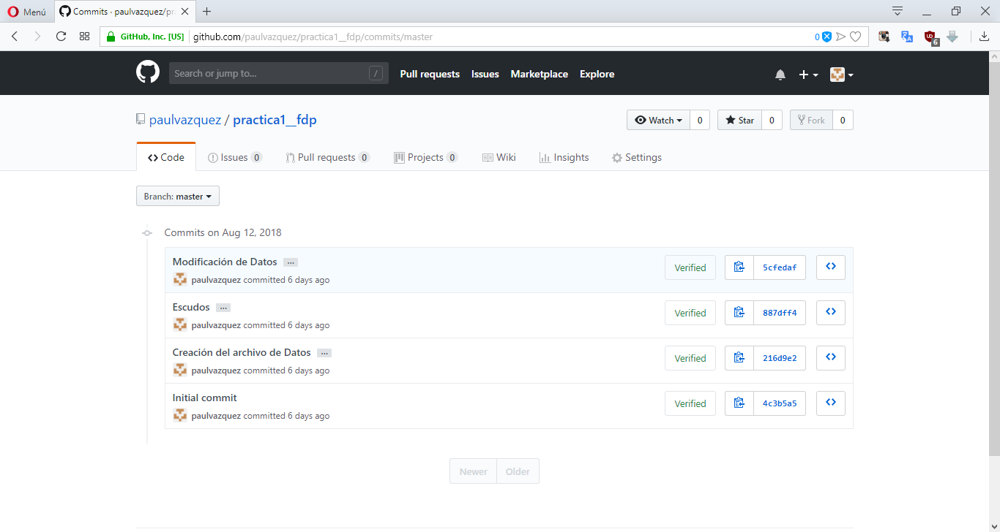 Menú
Commits · paulvazquez/pr
GitHub, Inc. [US] github.com/paulvazquez/practica1__fdp/commits/master 0
6
Search or jump to... / Pull requests Issues Marketplace Explore
paulvazquez / practica1__fdp Watch 0 Star 0 Fork 0
Code Issues 0 Pull requests 0 Projects 0 Wiki Insights Settings
Branch: master
Commits on Aug 12, 2018
Modificación de Datos …
paulvazquez committed 6 days ago
Verified 5cfedaf
Escudos …
paulvazquez committed 6 days ago
Verified 887dff4
Creación del archivo de Datos …
paulvazquez committed 6 days ago
Verified 216d9e2
Initial commit
paulvazquez committed 6 days ago
Verified 4c3b5a5
Newer Older